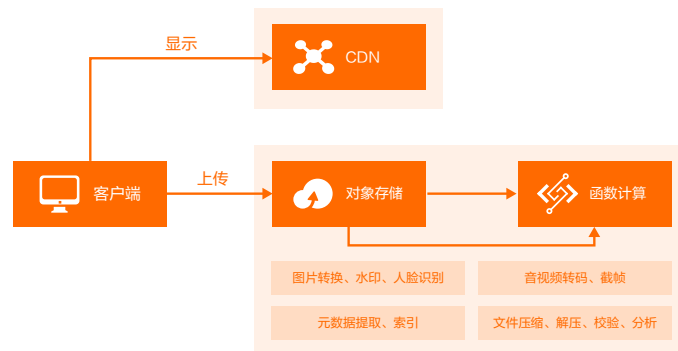 显示
CDN
客户端
上传
对象存储
函数计算
图片转换、水印、人脸识别
音视频转码、截帧
元数据提取、索引
文件压缩、解压、校验、分析